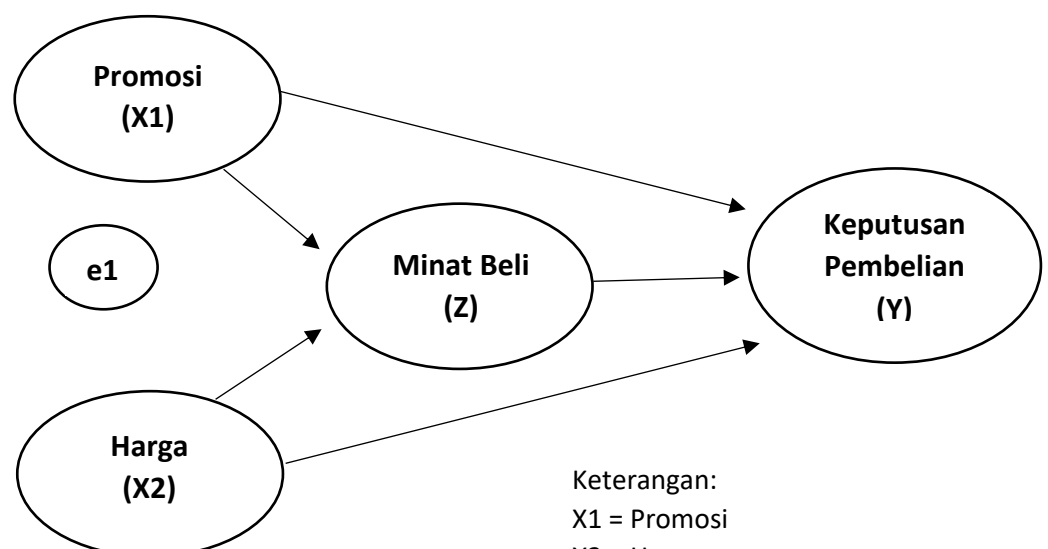 Promosi
(X1)
Keputusan
Pembelian
(Y)
e1
Minat Beli
(Z)
Harga
(X2)
Keterangan:
X1 = Promosi